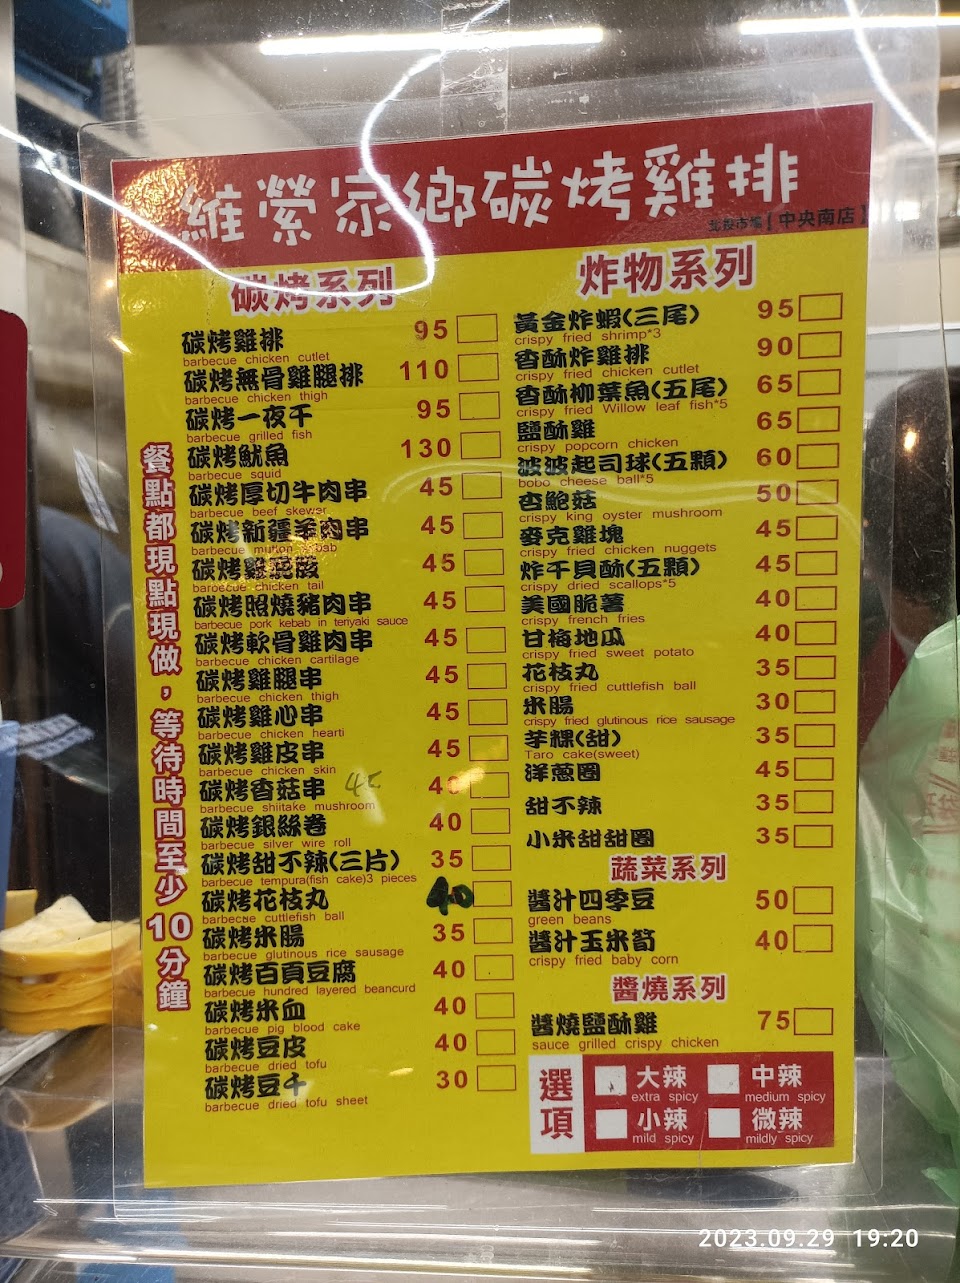 維縈家鄉碳烤雞排
北投市場【中央南店】
餐點都現點現做，等待時間至少10分鐘
碳烤系列
碳烤雞排 95
barbecue chicken cutlet
碳烤無骨雞腿排 110
barbecue chicken thigh
碳烤一夜干 95
barbecue grilled fish
碳烤魷魚 130
barbecue squid
碳烤厚切牛肉串 45
barbecue beef skewer
碳烤新疆羊肉串 45
barbecue mutton kebab
碳烤雞屁股 45
barbecue chicken tail
碳烤照燒豬肉串 45
barbecue pork kebab in teriyaki sauce
碳烤軟骨雞肉串 45
barbecue chicken cartilage
碳烤雞腿串 45
barbecue chicken thigh
碳烤雞心串 45
barbecue chicken hearti
碳烤雞皮串 45
barbecue chicken skin
碳烤香菇串 45 40
barbecue shiitake mushroom
碳烤銀絲卷 40
barbecue silver wire roll
碳烤甜不辣(三片) 35
barbecue tempura(fish cake)3 pieces
碳烤花枝丸 40
barbecue cuttlefish ball
碳烤米腸 35
barbecue glutinous rice sausage
碳烤百頁豆腐 40
barbecue hundred layered beancurd
碳烤米血 40
barbecue pig blood cake
碳烤豆皮 40
barbecue dried tofu
碳烤豆干 30
barbecue dried tofu sheet
炸物系列
黃金炸蝦(三尾) 95
crispy fried shrimp*3
香酥炸雞排 90
crispy fried chicken cutlet
香酥柳葉魚(五尾) 65
crispy fried Willow leaf fish*5
鹽酥雞 65
crispy popcorn chicken
波波起司球(五顆) 60
bobo cheese ball*5
杏鮑菇 50
crispy king oyster mushroom
麥克雞塊 45
crispy fried chicken nuggets
炸干貝酥(五顆) 45
crispy dried scallops*5
美國脆薯 40
crispy french fries
甘梅地瓜 40
crispy fried sweet potato
花枝丸 35
crispy fried cuttlefish ball
米腸 30
crispy fried glutinous rice sausage
芋粿(甜) 35
Taro cake(sweet)
洋蔥圈 45
甜不辣 35
小米甜甜圈 35
蔬菜系列
醬汁四季豆 50
green beans
醬汁玉米筍 40
crispy fried baby corn
醬燒系列
醬燒鹽酥雞 75
sauce grilled crispy chicken
選項
大辣 中辣
extra spicy medium spicy
小辣 微辣
mild spicy mildly spicy
2023.09.29 19:20